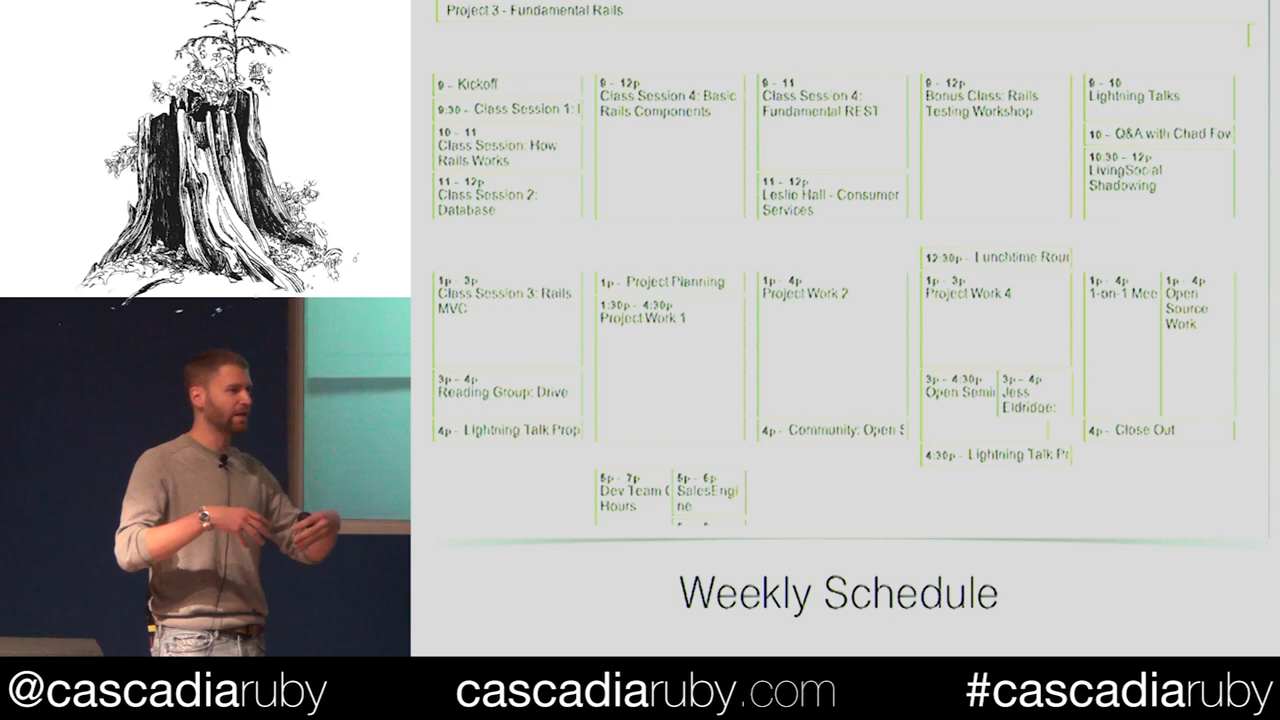 Project 3 - Fundamental Rails
9 - Kickoff
9:30 - Class Session 1:
10 - 11
Class Session: How
Rails Works
11 - 12p
Class Session 2:
Database
1p - 3p
Class Session 3: Rails
MVC
3p - 4p
Reading Group: Drive
4p - Lightning Talk Prop
9 - 12p
Class Session 4: Basic
Rails Components
1p - Project Planning
1:30p - 4:30p
Project Work 1
5p - 7p
Dev Team
Hours
5p - 6p
SalesEngi
ne
9 - 11
Class Session 4:
Fundamental REST
11 - 12p
Leslie Hall - Consumer
Services
1p - 4p
Project Work 2
4p - Community: Open S
9 - 12p
Bonus Class: Rails
Testing Workshop
12:30p - Lunchtime Rou
1p - 3p
Project Work 4
3p - 4:30p
Open Semi
3p - 4p
Jess
Eldridge:
4:30p - Lightning Talk Pr
9 - 10
Lightning Talks
10 - Q&A with Chad Fow
10:30 - 12p
LivingSocial
Shadowing
1p - 4p
1-on-1 Mee
1p - 4p
Open
Source
Work
4p - Close Out
Weekly Schedule
@cascadiaruby
cascadiaruby.com
#cascadiaruby